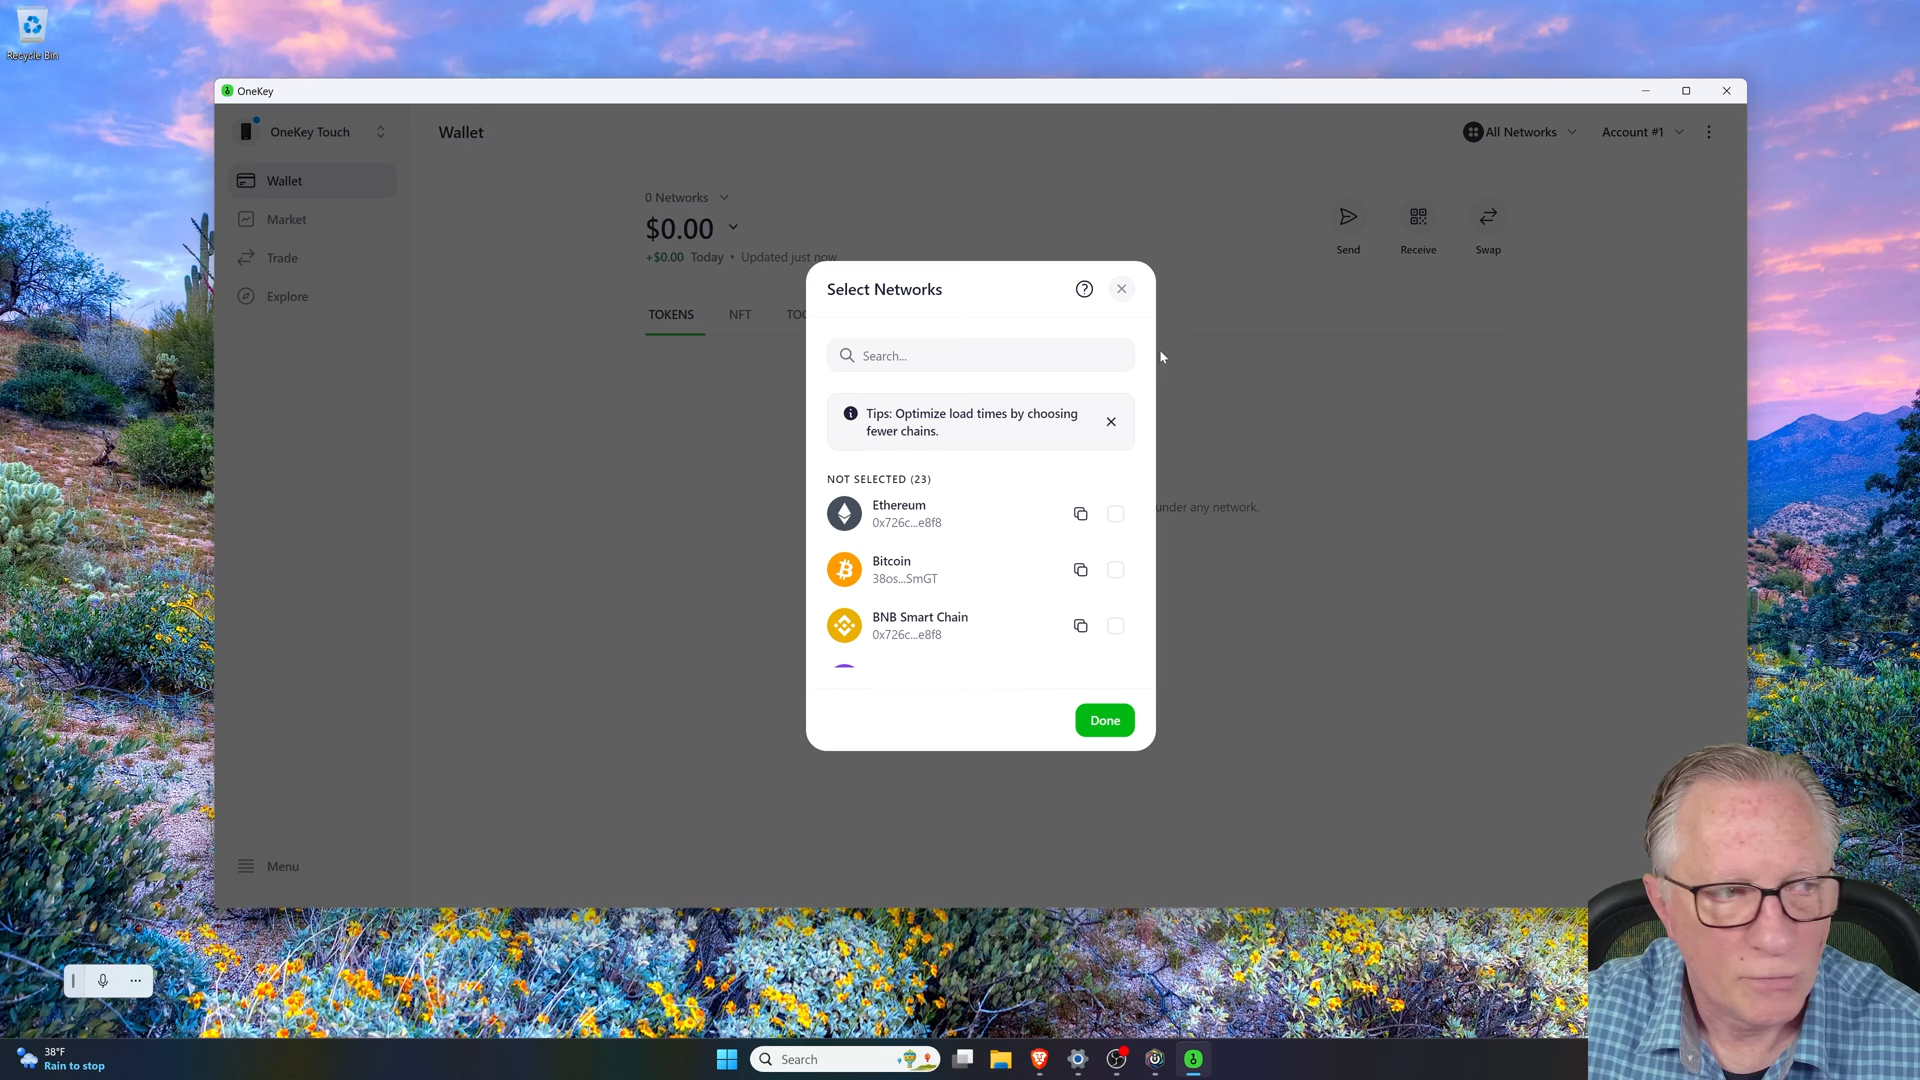 Recycle Bin
OneKey
OneKey Touch
Wallet
All Networks
Account #1
Wallet
Market
Trade
Explore
Menu
0 Networks
$0.00
+$0.00 Today • Updated just now
Send
Receive
Swap
TOKENS
NFT
under any network.
Select Networks
Search...
Tips: Optimize load times by choosing
fewer chains.
NOT SELECTED (23)
Ethereum
0x726c...e8f8
Bitcoin
38os...SmGT
BNB Smart Chain
0x726c...e8f8
Done
38°F
Rain to stop
Search